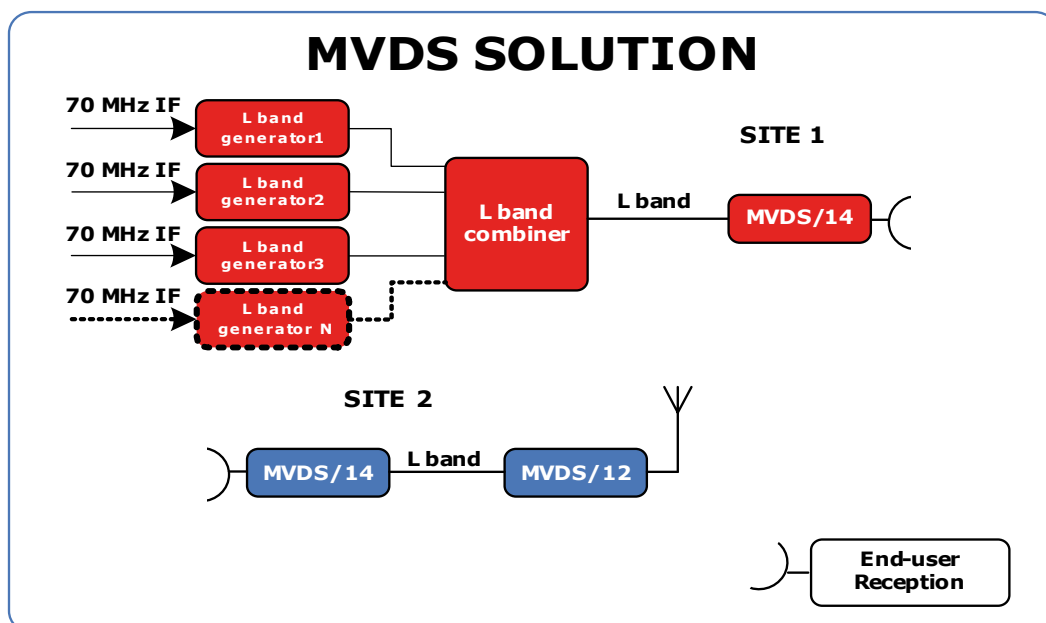 MVDS SOLUTION
70 MHz IF
L band
generator1
70 MHz IF
L band
generator2
70 MHz IF
L band
generator3
70 MHz IF
L band
generator N
L band
combiner
L band
SITE 1
MVDS/14
SITE 2
MVDS/14
L band
MVDS/12
End-user
Reception